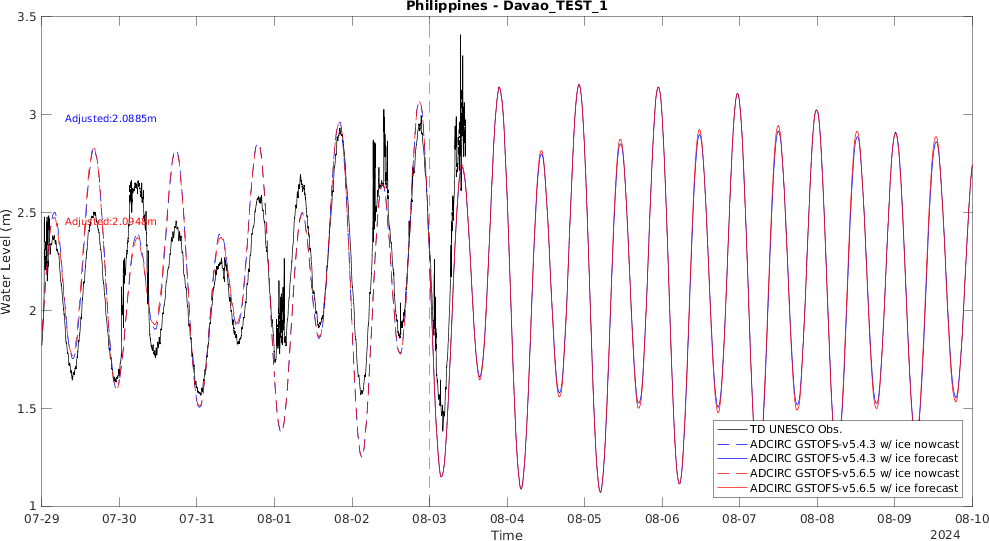 Philippines - Davao_TEST_1
3.5
3
2.5
2
1.5
1
Water Level (m)
Adjusted:2.0885m
Adjusted:2.0948m
TD UNESCO Obs.
ADCIRC GSTOFS-v5.4.3 w/ ice nowcast
ADCIRC GSTOFS-v5.4.3 w/ ice forecast
ADCIRC GSTOFS-v5.6.5 w/ ice nowcast
ADCIRC GSTOFS-v5.6.5 w/ ice forecast
07-29 07-30 07-31 08-01 08-02 08-03 08-04 08-05 08-06 08-07 08-08 08-09 08-10
Time
2024